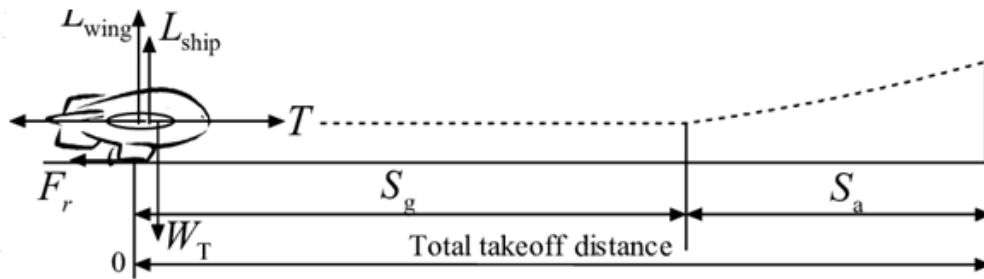 L_wing L_ship
T
F_r S_g S_a
W_T
0 Total takeoff distance